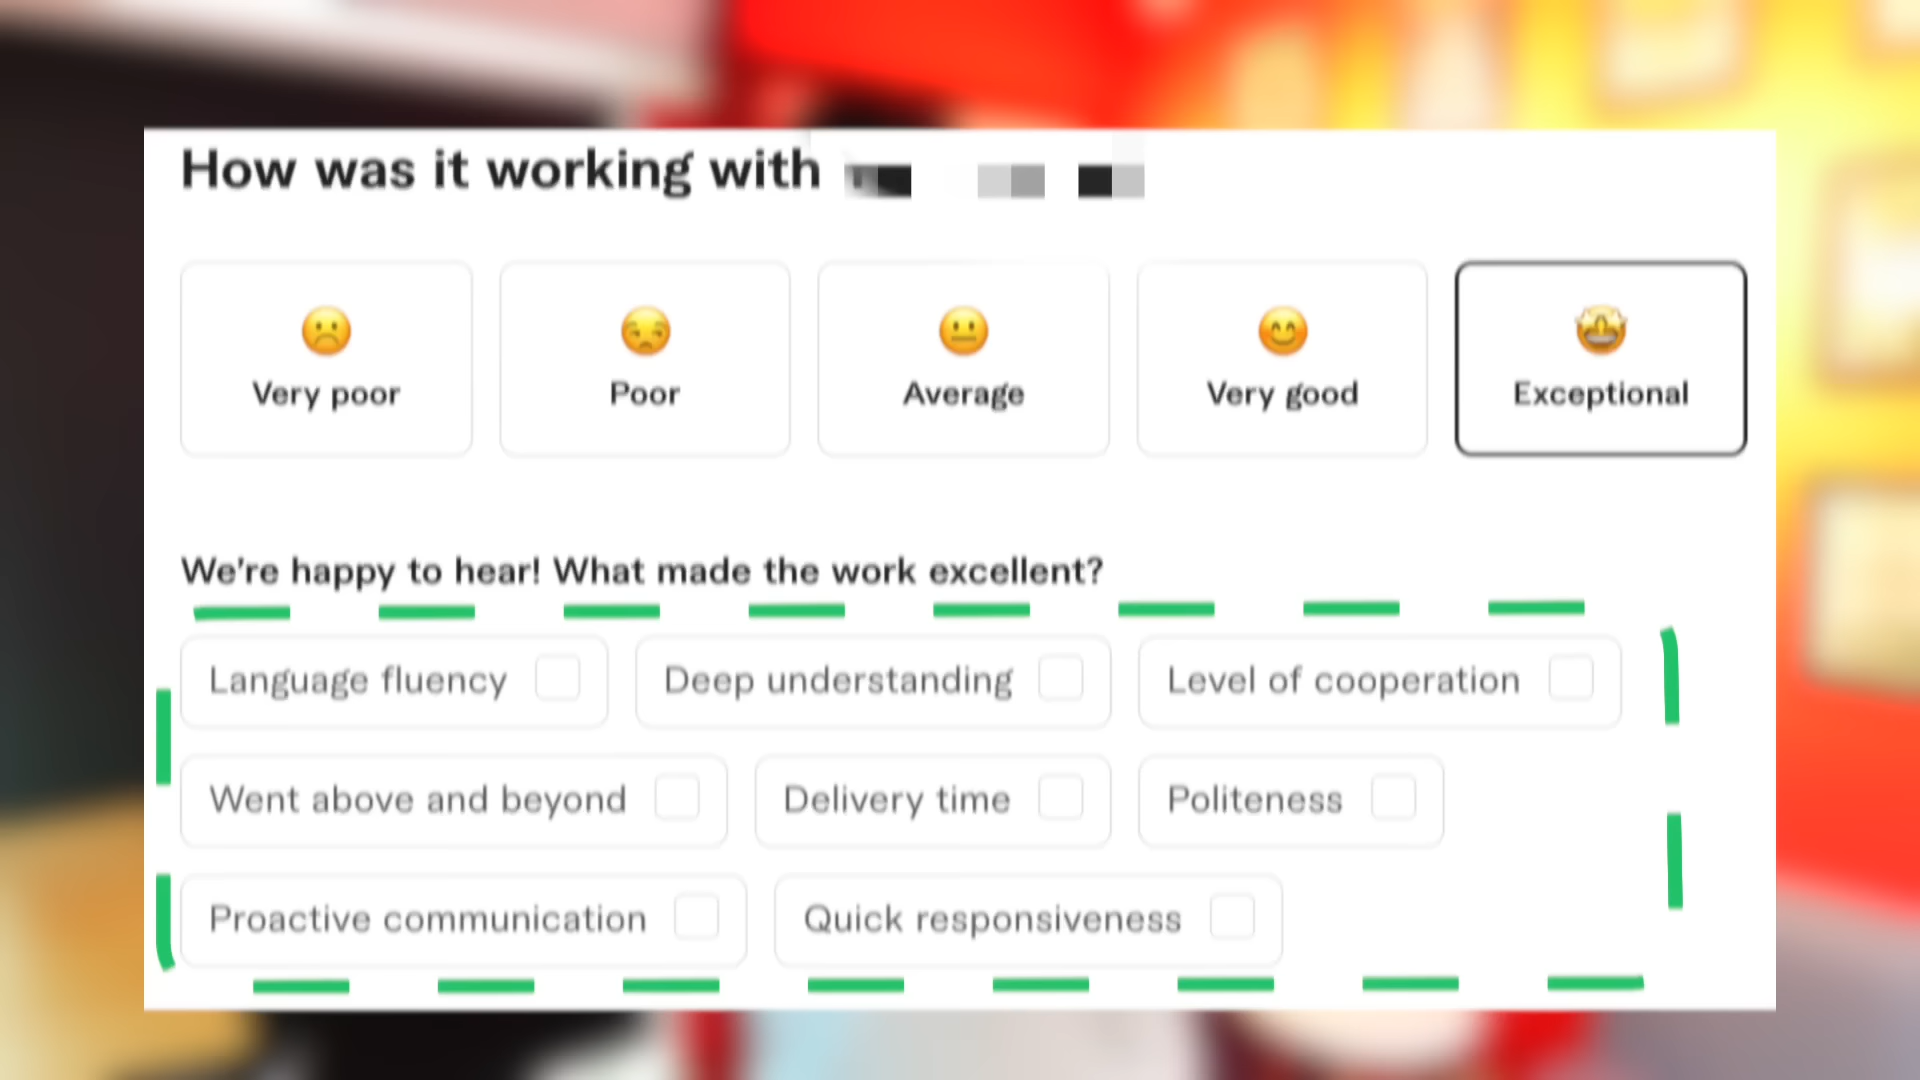 How was it working with
Very poor
Poor
Average
Very good
Exceptional
We're happy to hear! What made the work excellent?
Language fluency
Deep understanding
Level of cooperation
Went above and beyond
Delivery time
Politeness
Proactive communication
Quick responsiveness